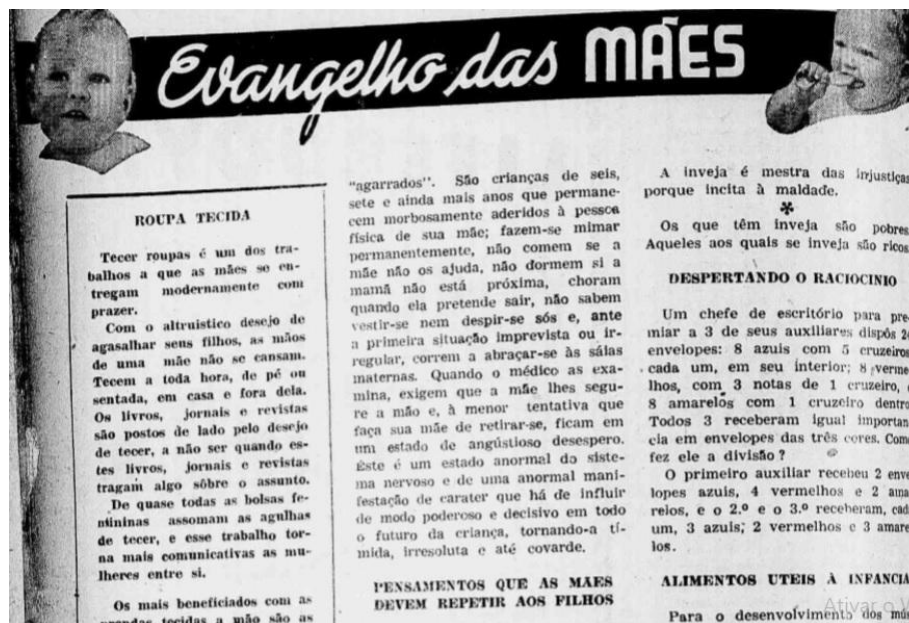 Evangelho das MÃES
ROUPA TECIDA
Tecer roupas é um dos tra-
balhos a que as mães se en-
tregam modernamente com
prazer.
Com o altruistico desejo de
agasalhar seus filhos, as mãos
de uma mãe não se cansam.
Tecem a toda hora, de pé ou
sentada, em casa e fora dela.
Os livros, jornais e revistas
são postos de lado pelo desejo
de tecer, a não ser quando es-
tes livros, jornais e revistas
tragam algo sôbre o assunto.
De quase todas as bolsas fe-
mininas assomam as agulhas
de tecer, e esse trabalho tor-
na mais comunicativas as mu-
lheres entre si.
Os mais beneficiados com as
tecidas a mão são as
"agarrados". São crianças de seis,
sete e ainda mais anos que permane-
cem morbosamente aderidos à pessoa
física de sua mãe; fazem-se mimar
permanentemente, não comem se a
mãe não os ajuda, não dormem si a
mamã não está próxima, choram
quando ela pretende sair, não sabem
vestir-se nem despir-se sós e, ante
a primeira situação imprevista ou ir-
regular, correm a abraçar-se às sáias
maternas. Quando o médico as exa-
mina, exigem que a mãe lhes segu-
re a mão e, à menor tentativa que
faça sua mãe de retirar-se, ficam em
um estado de angústioso desespero.
Éste é um estado anormal do siste-
ma nervoso e de uma anormal mani-
festação de carater que há de influir
de modo poderoso e decisivo em todo
o futuro da criança, tornando-a tí-
mida, irresoluta e até covarde.
PENSAMENTOS QUE AS MAES
DEVEM REPETIR AOS FILHOS
A inveja é mestra das injustiças
porque incita à maldade.
*
Os que têm inveja são pobres
Aqueles aos quais se inveja são ricos
DESPERTANDO O RACIOCINIO
Um chefe de escritório para pre-
miar a 3 de seus auxiliares dispôs 24
envelopes: 8 azuis com 5 cruzeiros
cada um, em seu interior; 8 verme
lhos, com 3 notas de 1 cruzeiro,
8 amarelos com 1 cruzeiro dentro
Todos 3 receberam igual importan
cia em envelopes das três cores. Com
fez ele a divisão?
O primeiro auxiliar recebeu 2 enve
lopes azuis, 4 vermelhos e 2 ama
relos, e o 2.º e o 3.º receberam, cad
um, 3 azuis; 2 vermelhos e 3 amare
los.
ALIMENTOS UTEIS À INFANCIA
Para o desenvolvimento dos mús
Ativar o W